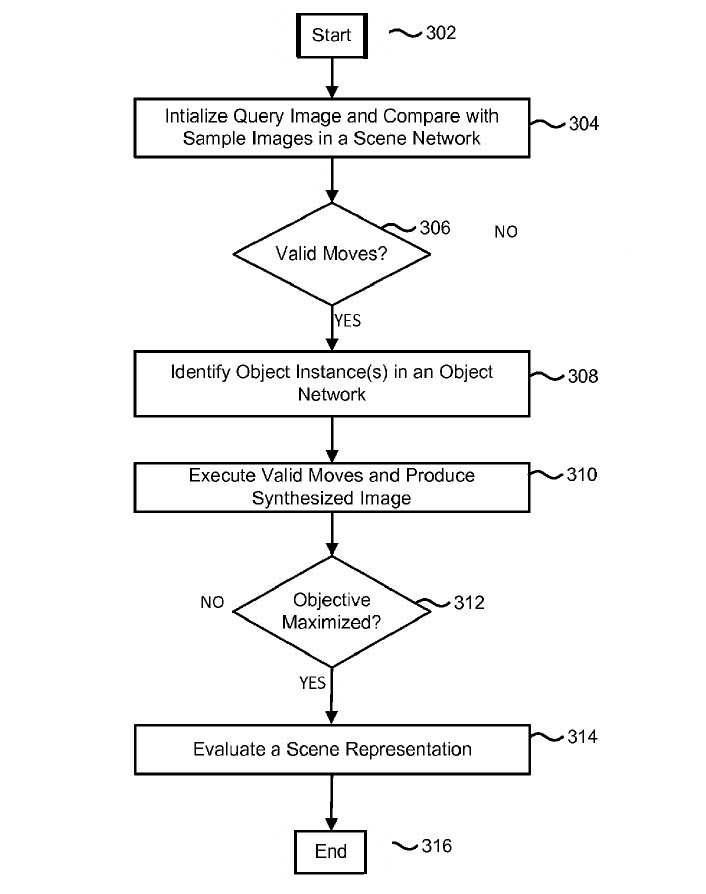 Start
302
Intialize Query Image and Compare with
Sample Images in a Scene Network
304
306
NO
Valid Moves?
YES
Identify Object Instance(s) in an Object
Network
308
Execute Valid Moves and Produce
Synthesized Image
310
NO
Objective
Maximized?
312
YES
Evaluate a Scene Representation
314
End
316